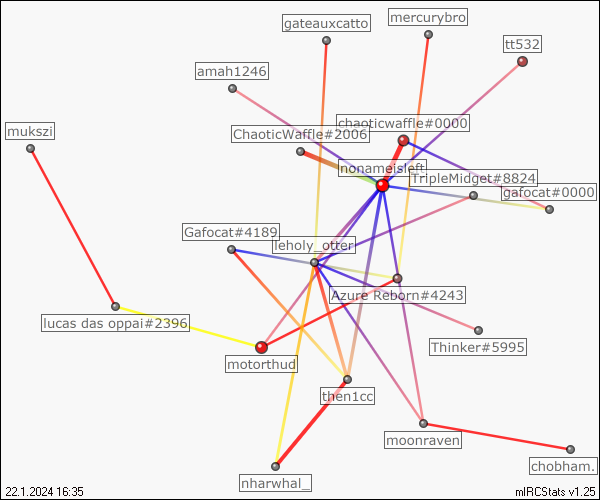 mercurybro
gateauxcatto
tt532
amah1246
chaoticwaffle#0000
mukszi
ChaoticWaffle#2006
nonameisleft
TripleMidget#8824
gafocat#0000
Gafocat#4189
leholy_otter
Azure Reborn#4243
lucas das oppai#2396
Thinker#5995
motorthud
then1cc
moonraven
chobham.
nharwhal_
22.1.2024 16:35
mIRCStats v1.25